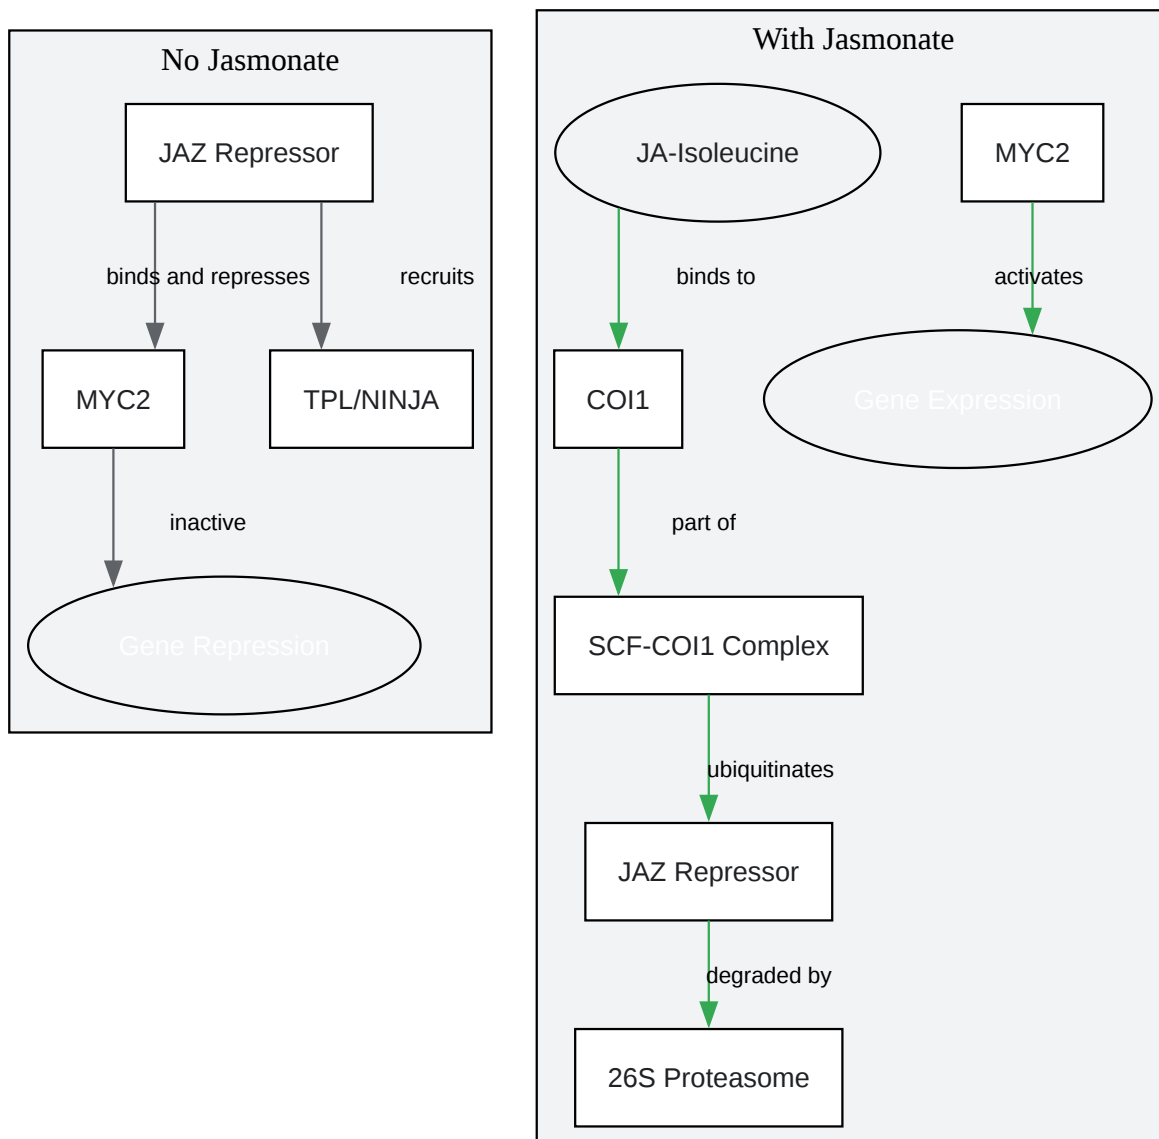 No Jasmonate
JAZ Repressor
binds and represses
recruits
MYC2
TPL/NINJA
inactive
Gene Repression
With Jasmonate
JA-Isoleucine
MYC2
binds to
activates
COI1
Gene Expression
part of
SCF-COI1 Complex
ubiquitinates
JAZ Repressor
degraded by
26S Proteasome